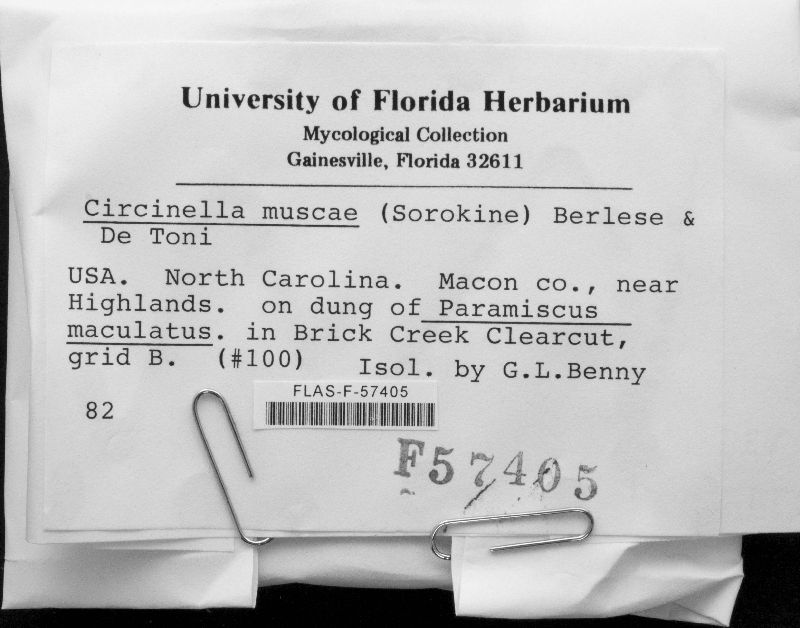 University of Florida Herbarium
Mycological Collection
Gainesville, Florida 32611
Circinella muscae (Sorokine) Berlese &
De Toni
USA. North Carolina. Macon co., near
Highlands. on dung of Paramiscus
maculatus. in Brick Creek Clearcut,
grid B. (#100) Isol. by G.L.Benny
FLAS-F-57405
82
F57405